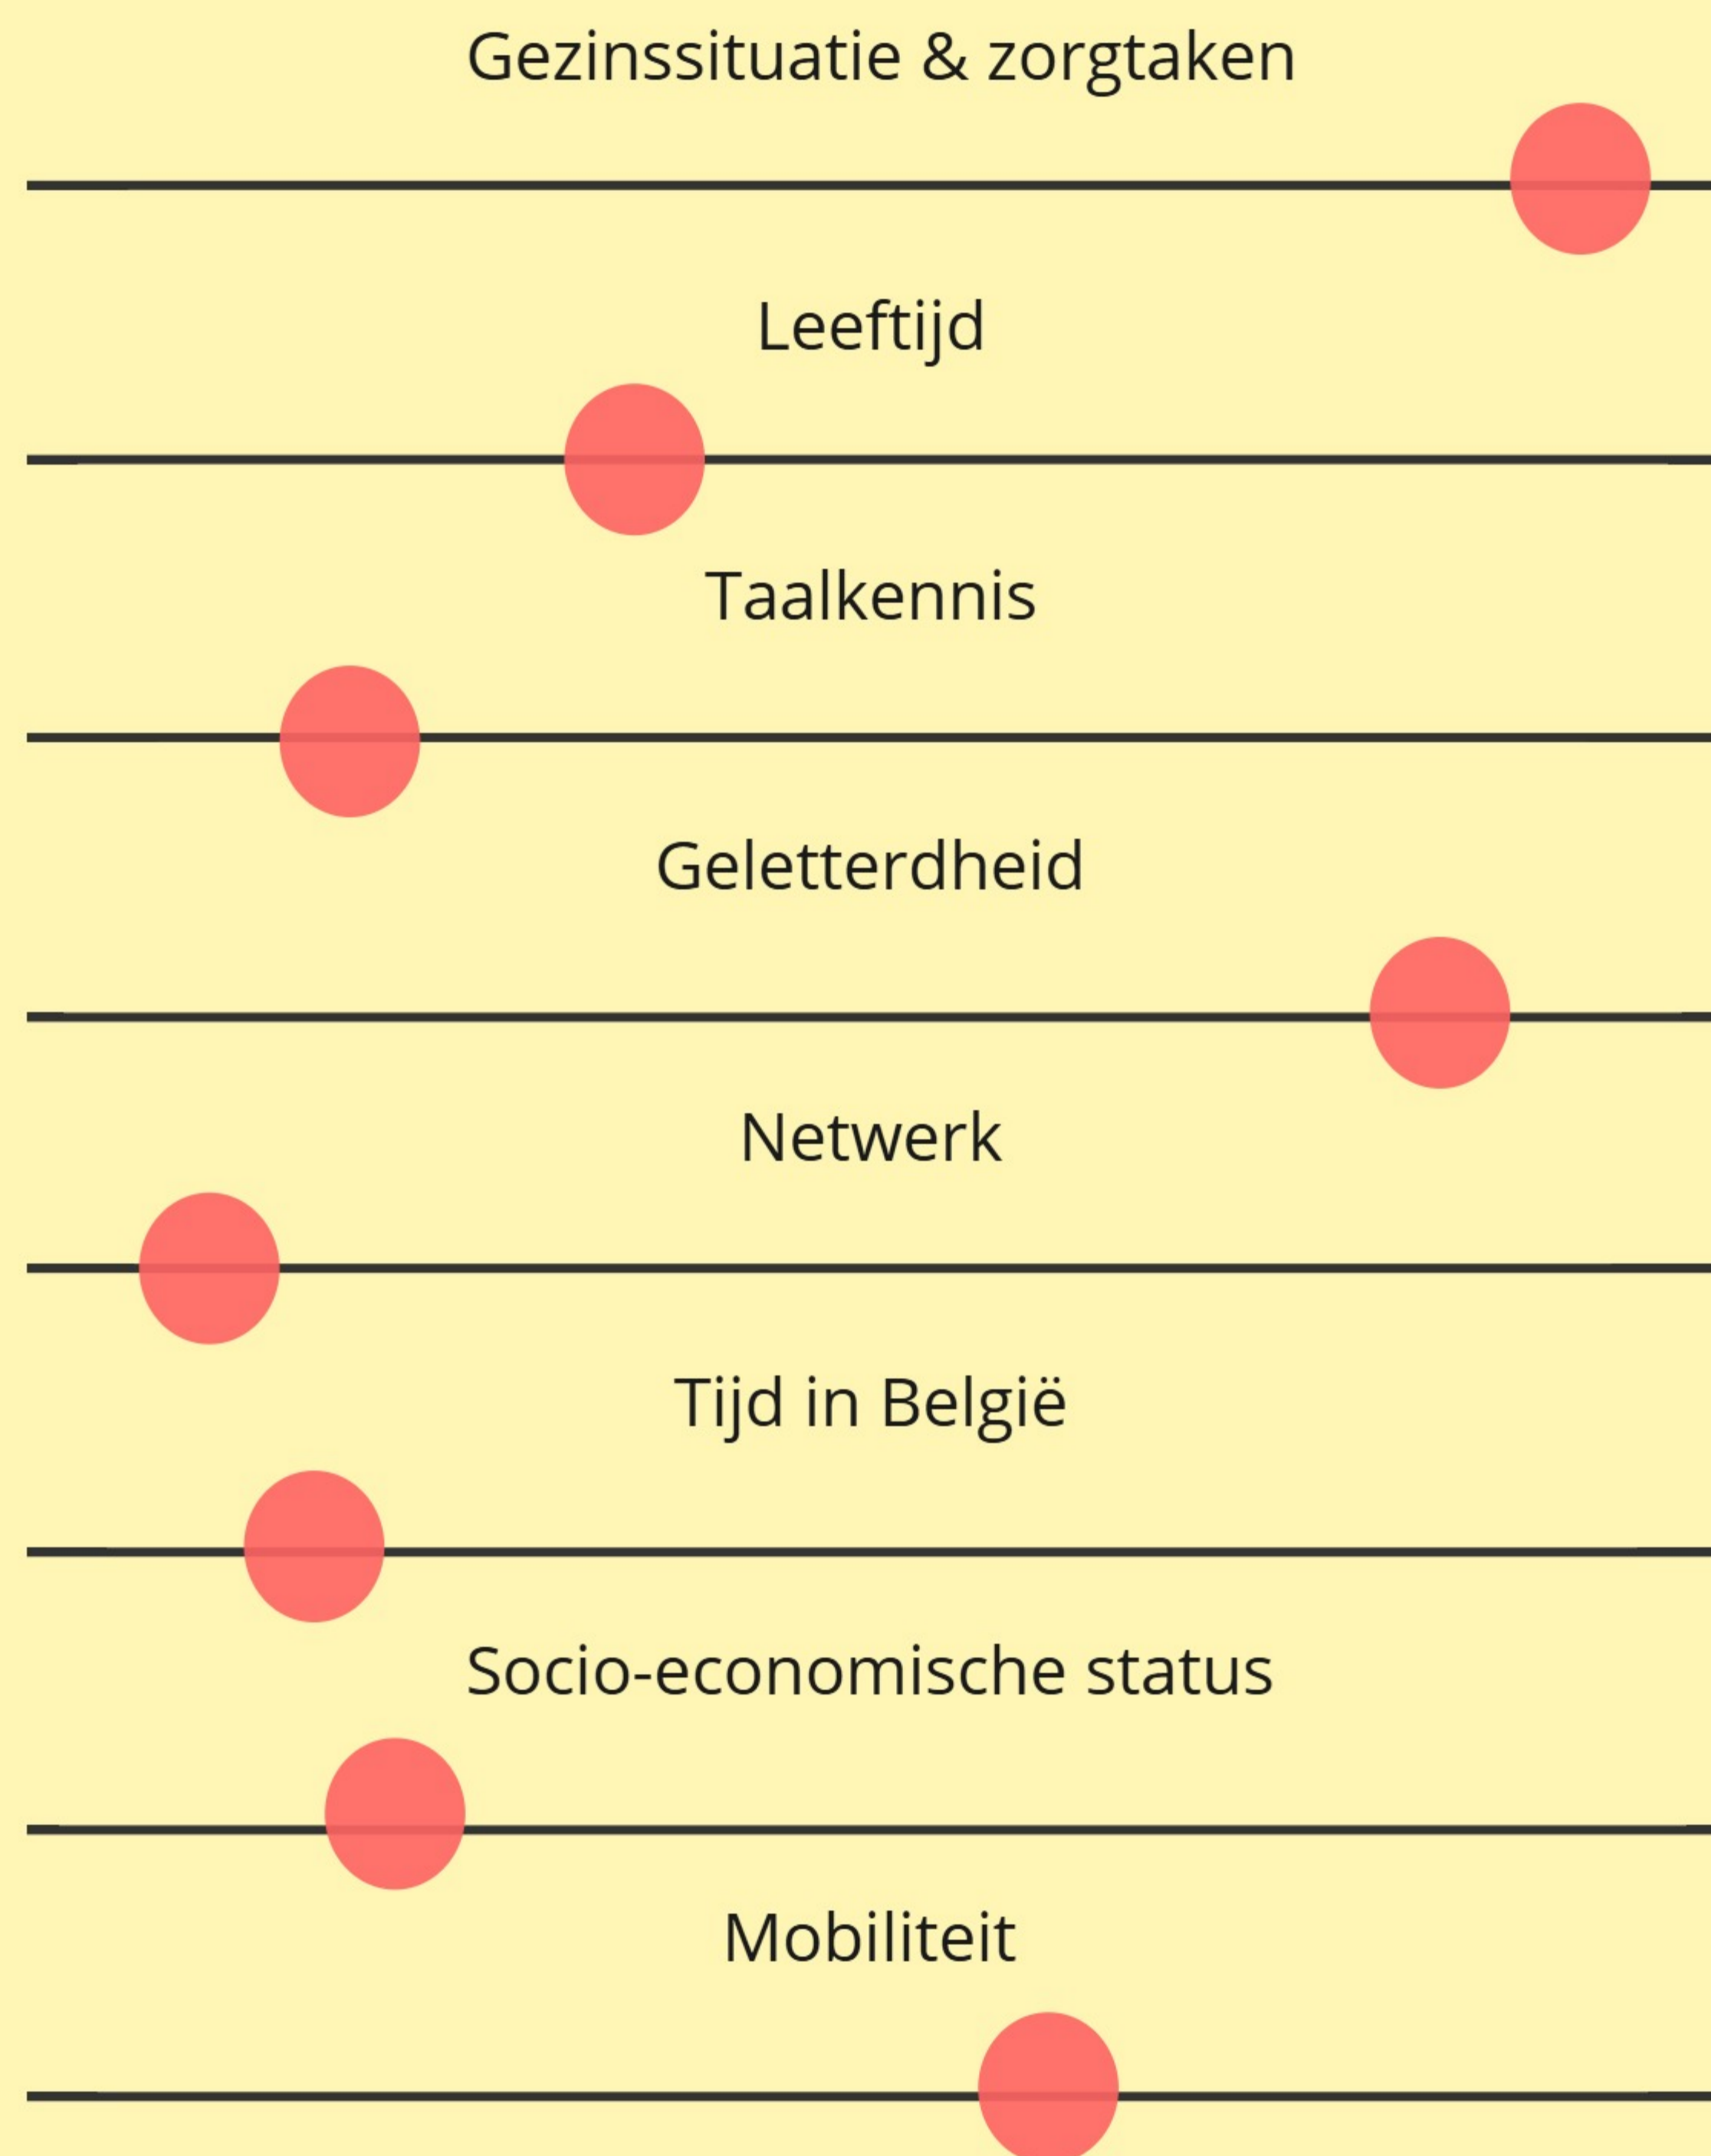 Gezinssituatie & zorgtaken
Leeftijd
Taalkennis
Geletterdheid
Netwerk
Tijd in België
Socio-economische status
Mobiliteit